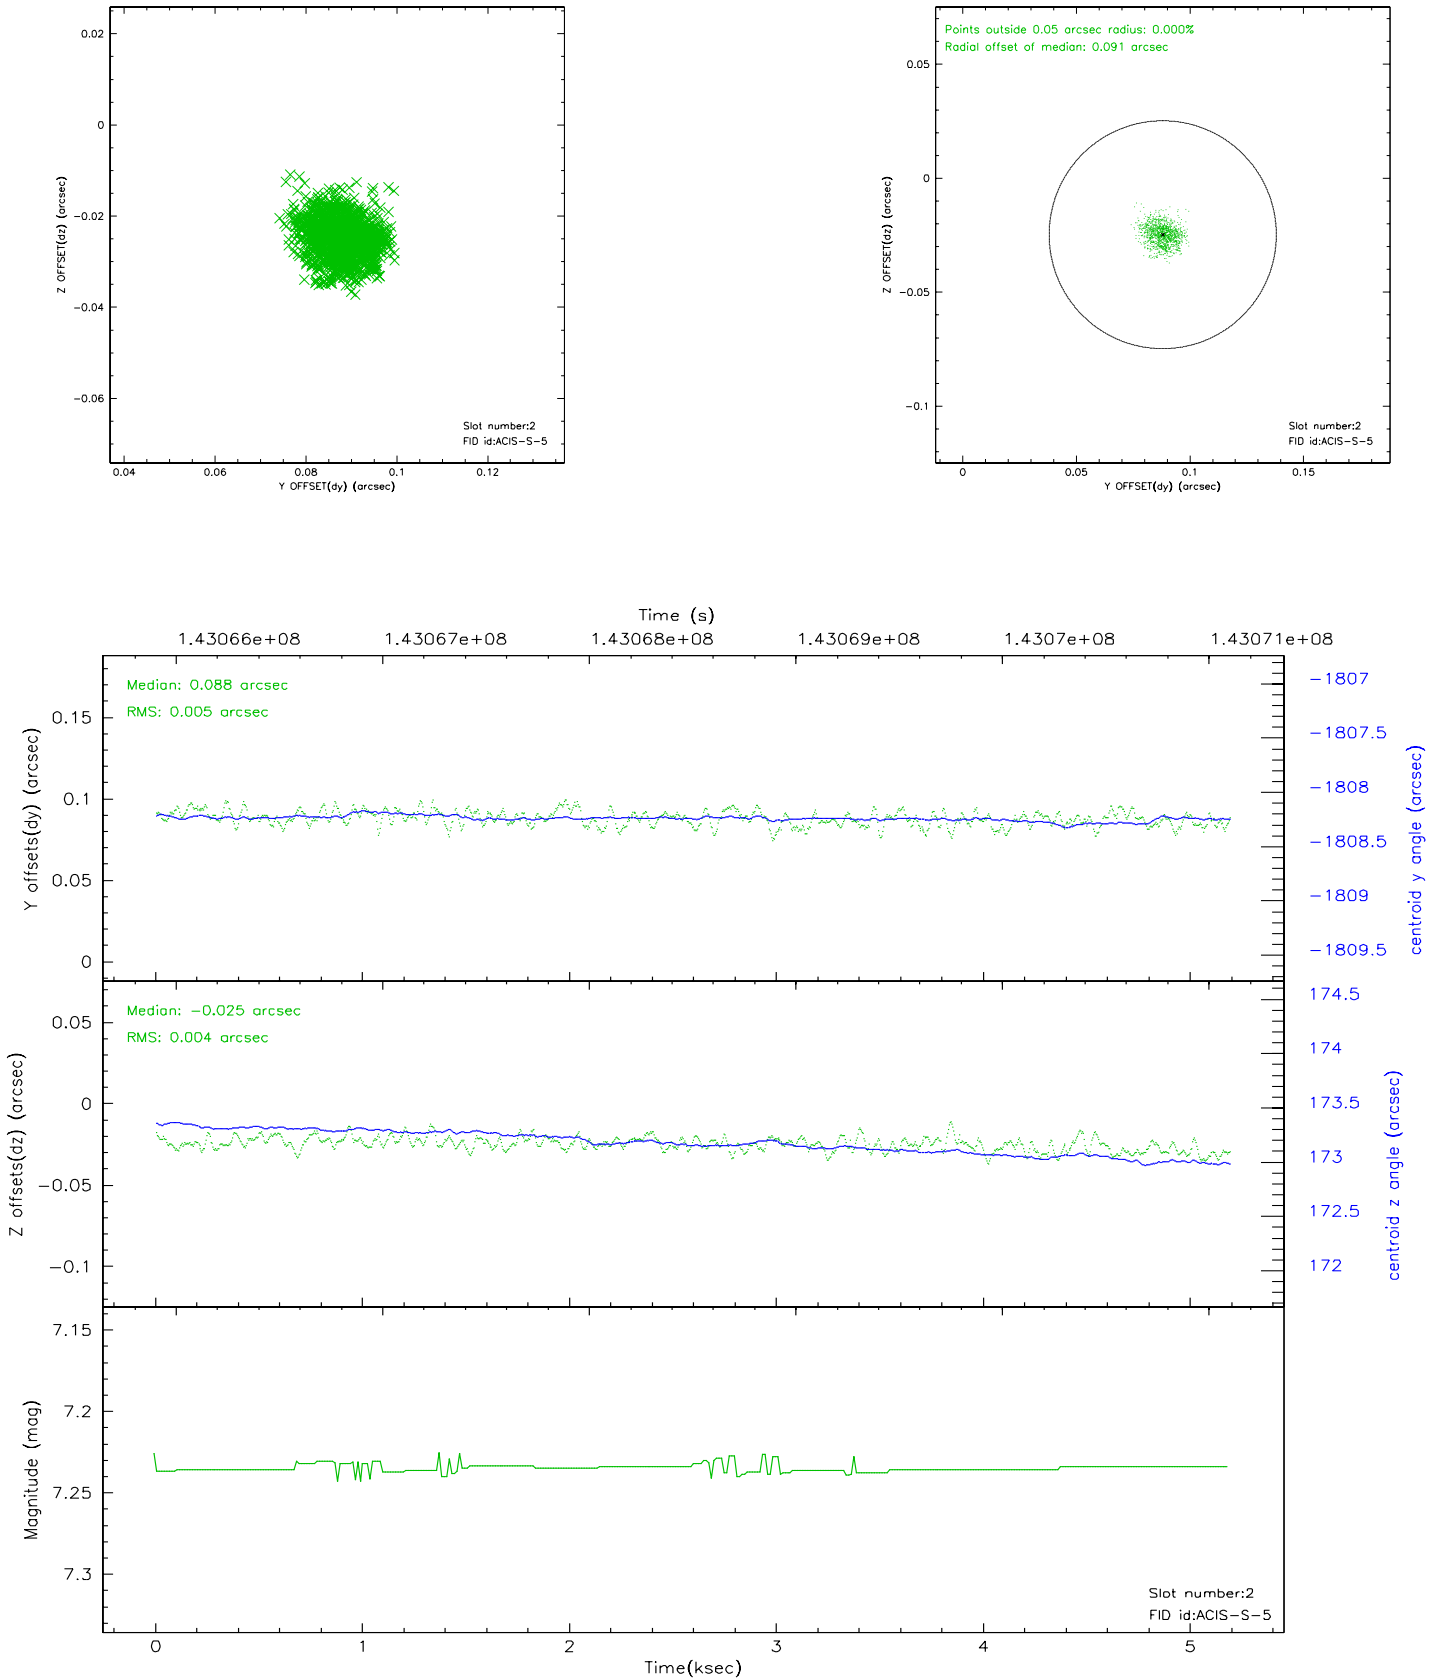 0.02
0
−0.02
−0.04
−0.06
Z OFFSET(dz) (arcsec)
Slot number:2
FID id:ACIS−S−5
0.04 0.06 0.08 0.1 0.12
Y OFFSET(dy) (arcsec)
Points outside 0.05 arcsec radius: 0.000%
Radial offset of median: 0.091 arcsec
0.05
0
−0.05
−0.1
Z OFFSET(dz) (arcsec)
Slot number:2
FID id:ACIS−S−5
0 0.05 0.1 0.15
Y OFFSET(dy) (arcsec)
Time (s)
1.43066e+08 1.43067e+08 1.43068e+08 1.43069e+08 1.4307e+08 1.43071e+08
Median: 0.088 arcsec
RMS: 0.005 arcsec
0.15
0.1
0.05
0
Y offsets(dy) (arcsec)
−1807
−1807.5
−1808
−1808.5
−1809
−1809.5
centroid y angle (arcsec)
Median: −0.025 arcsec
RMS: 0.004 arcsec
0.05
0
−0.05
−0.1
Z offsets(dz) (arcsec)
174.5
174
173.5
173
172.5
172
centroid z angle (arcsec)
7.15
7.2
7.25
7.3
Magnitude (mag)
Slot number:2
FID id:ACIS−S−5
0 1 2 3 4 5
Time(ksec)